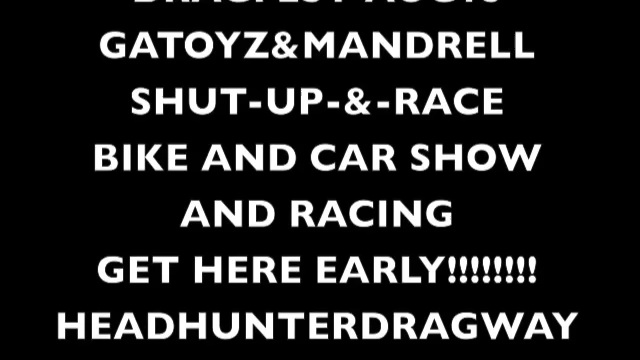 GATOYZ&MANDRELL
SHUT-UP-&-RACE
BIKE AND CAR SHOW
AND RACING
GET HERE EARLY!!!!!!!!!
HEADHUNTERDRAGWAY